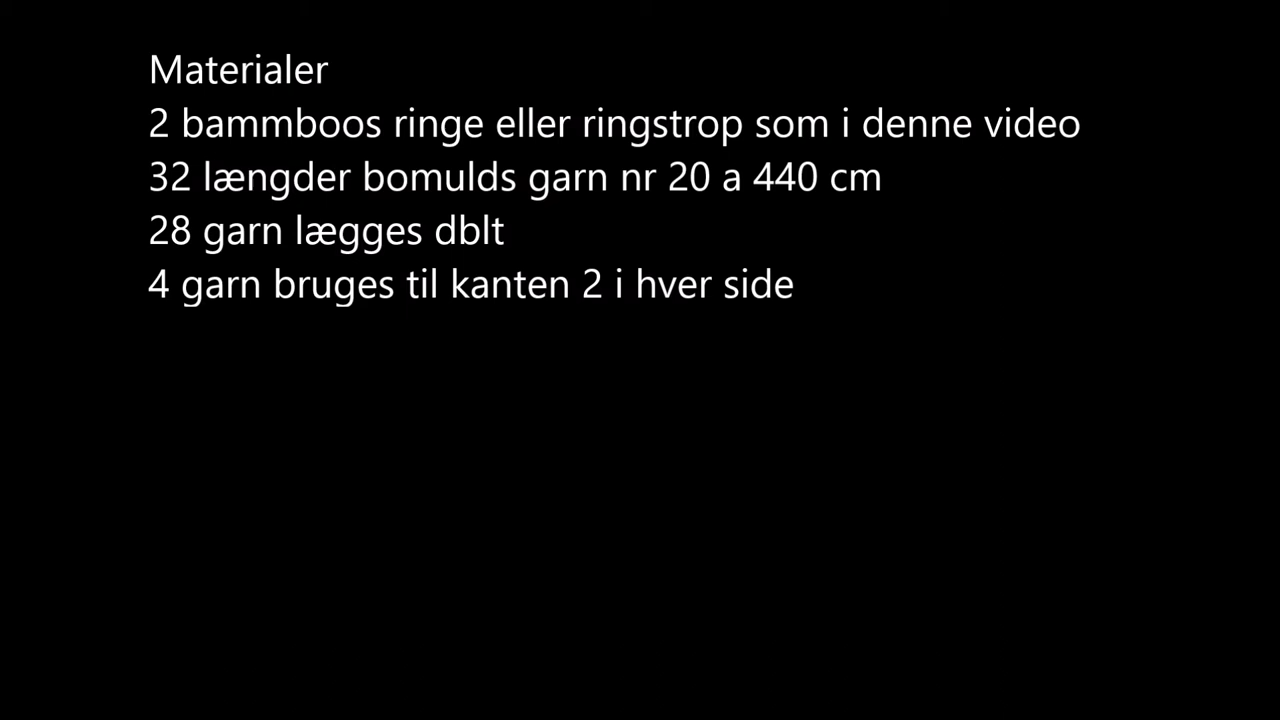 Materialer
2 bammboos ringe eller ringstrop som i denne video
32 længder bomulds garn nr 20 a 440 cm
28 garn lægges dblt
4 garn bruges til kanten 2 i hver side